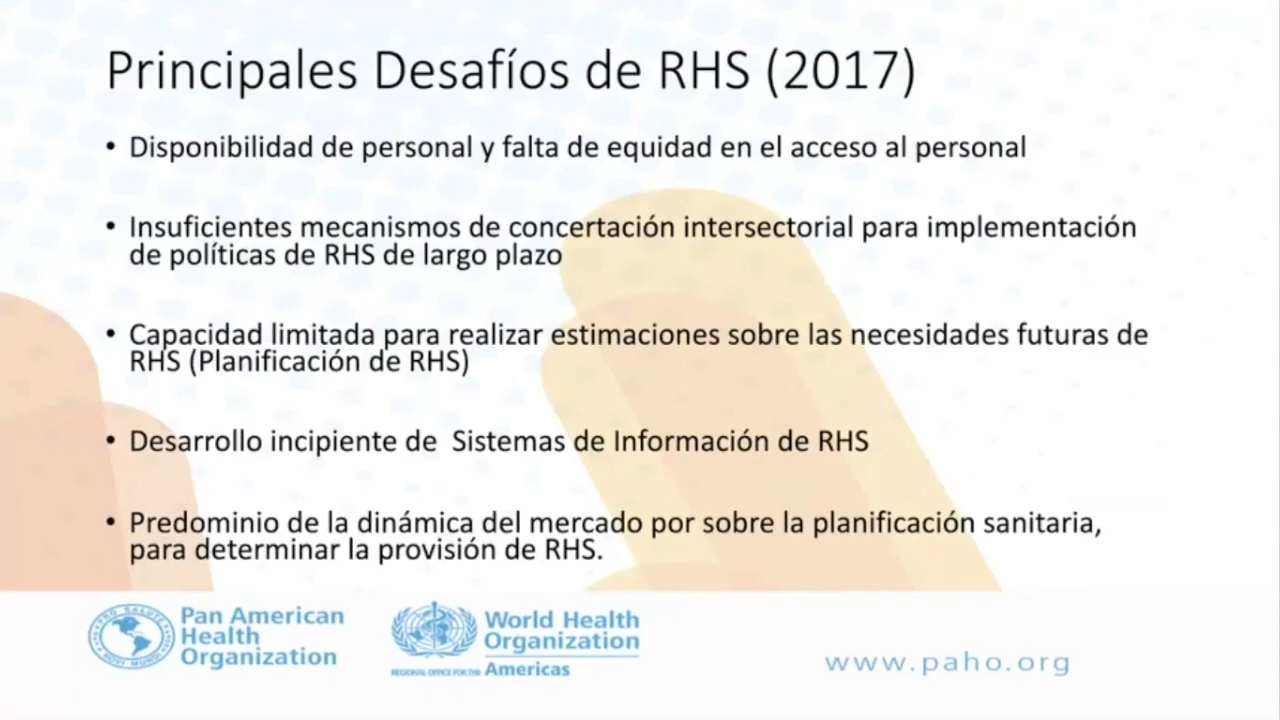 Principales Desafíos de RHS (2017)
• Disponibilidad de personal y falta de equidad en el acceso al personal
• Insuficientes mecanismos de concertación intersectorial para implementación
de políticas de RHS de largo plazo
• Capacidad limitada para realizar estimaciones sobre las necesidades futuras de
RHS (Planificación de RHS)
• Desarrollo incipiente de  Sistemas de Información de RHS
• Predominio de la dinámica del mercado por sobre la planificación sanitaria,
para determinar la provisión de RHS.
Pan American
Health
Organization
World Health
Organization
REGIONAL OFFICE FOR THE Americas
www.paho.org